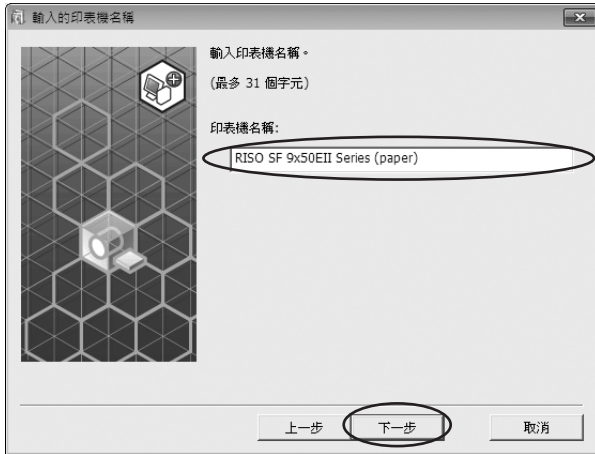 輸入的印表機名稱
輸入印表機名稱。
(最多 31 個字元)
印表機名稱:
RISO SF 9x50EII Series (paper)
上一步 下一步 取消